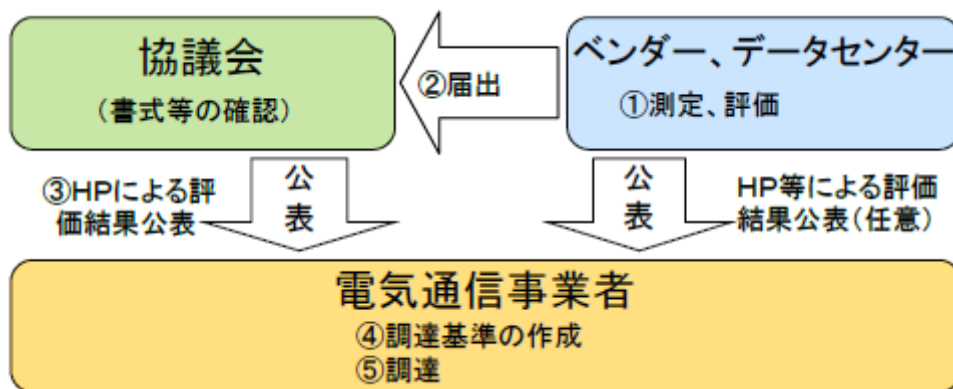 協議会
(書式等の確認)
②届出
ベンダー、データセンター
①測定、評価
③HPによる評
価結果公表
公
表
公
表
HP等による評価
結果公表(任意)
電気通信事業者
④調達基準の作成
⑤調達